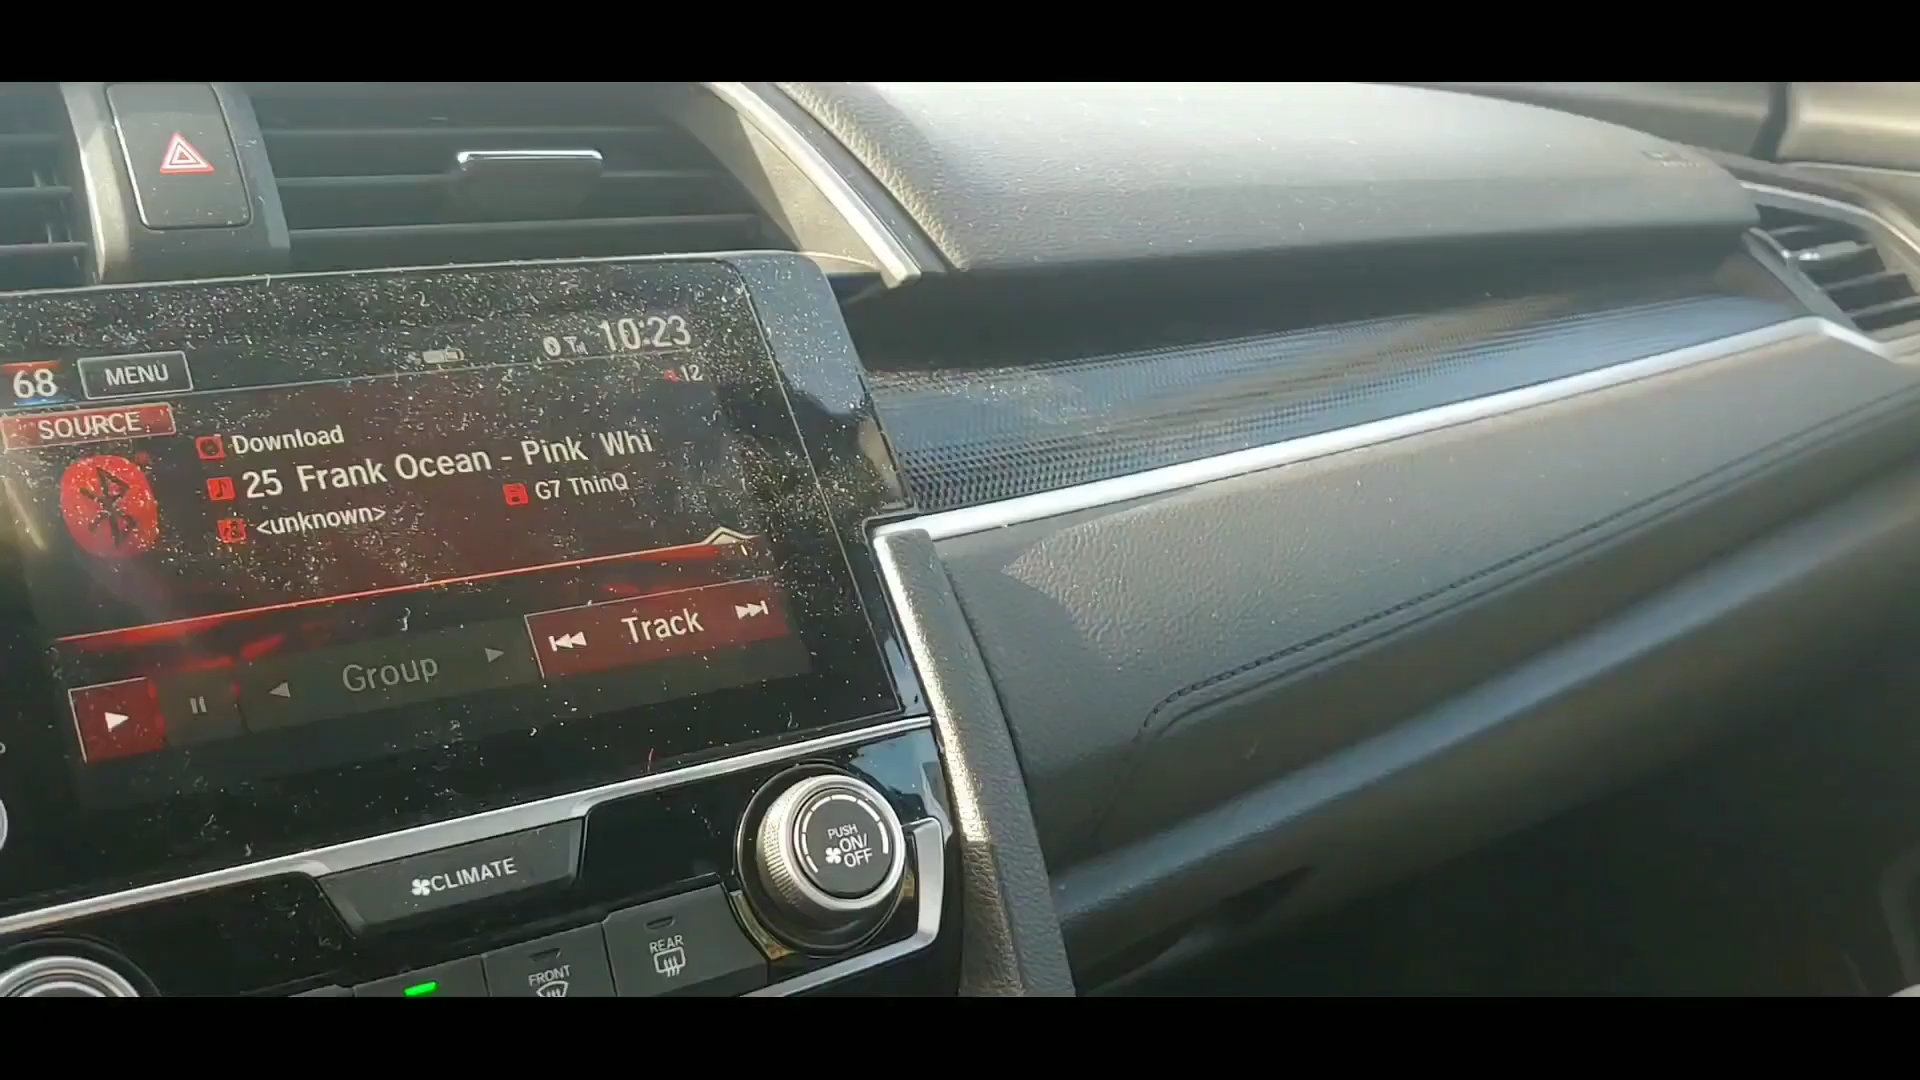 10:23
68
MENU
12
SOURCE
Download
25 Frank Ocean - Pink Whi
G7 ThinQ
<unknown>
Track
Group
PUSH
ON/
OFF
CLIMATE
REAR
FRONT